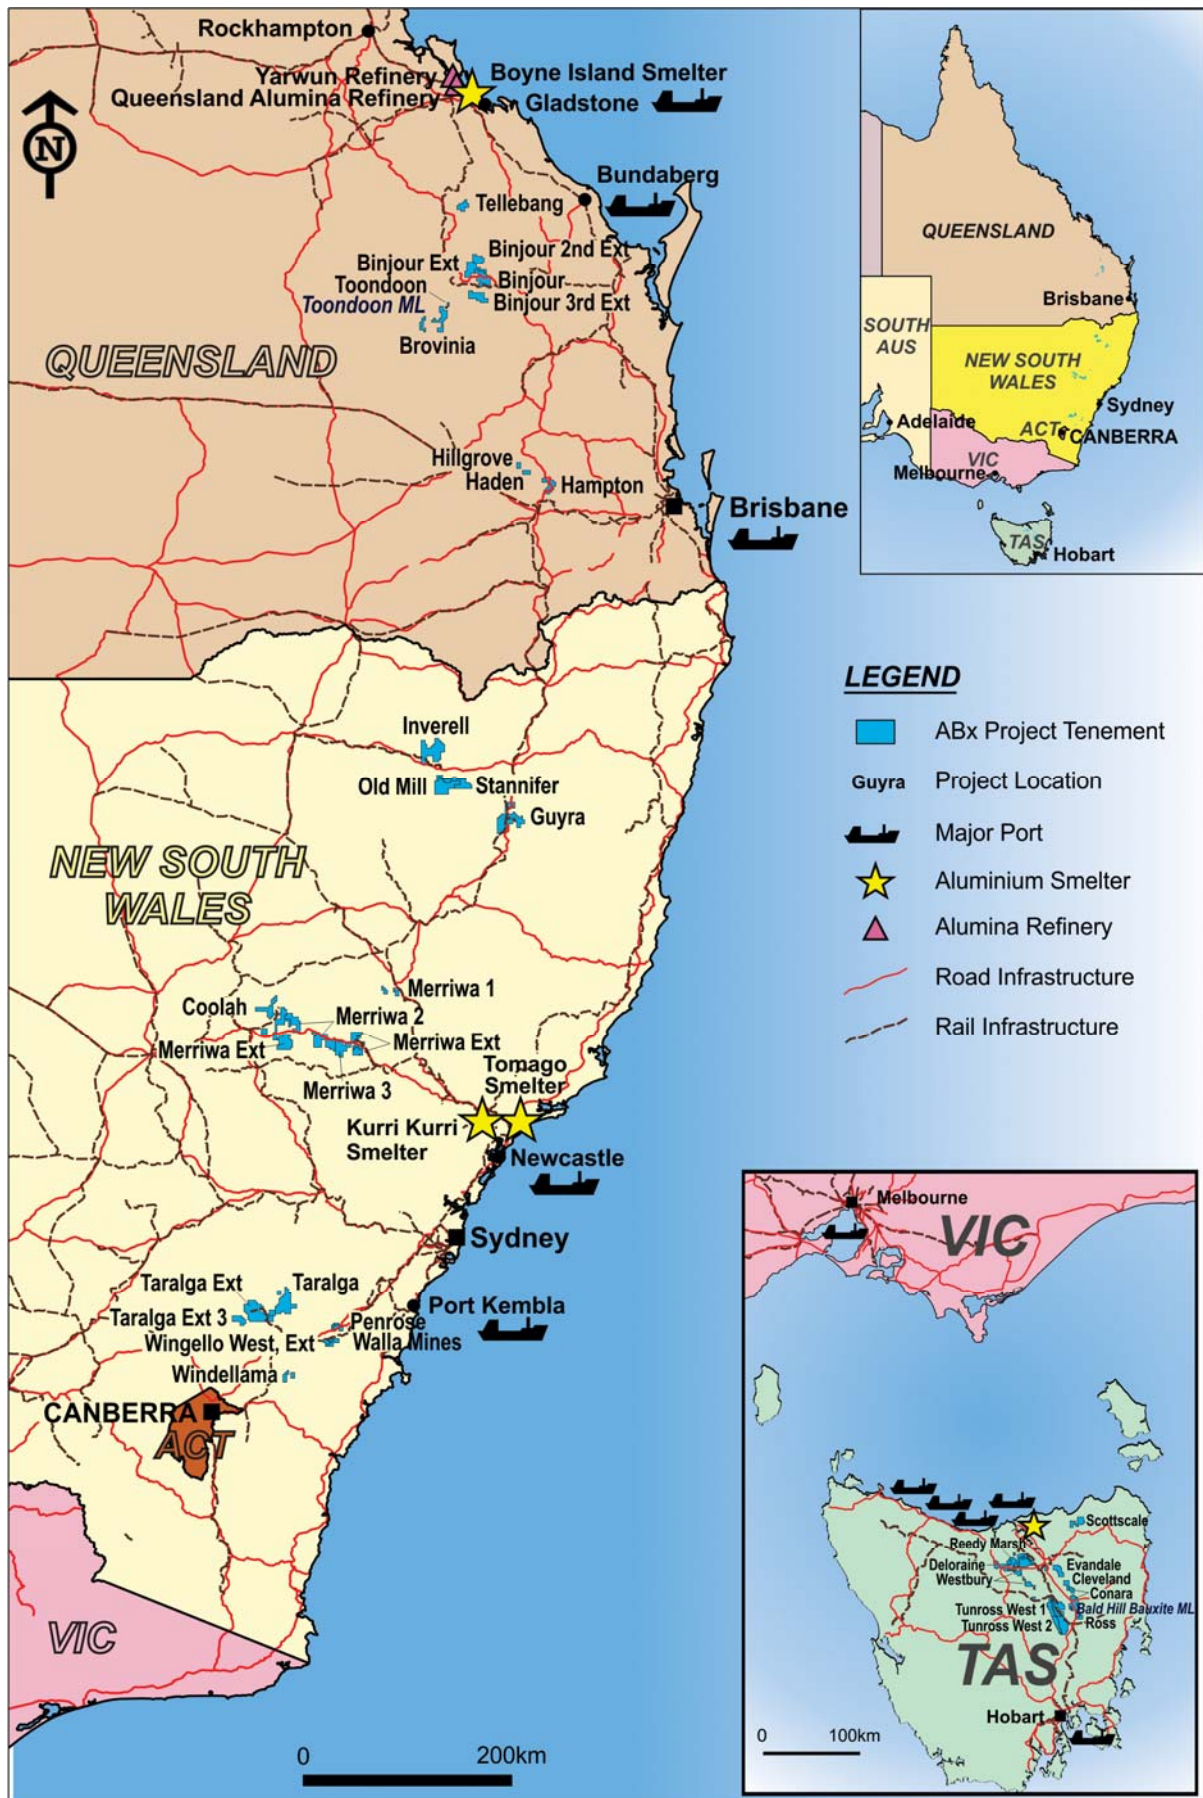 Rockhampton
Yarwun Refinery
Boyne Island Smelter
Queensland Alumina Refinery
Gladstone
N
Bundaberg
Tellebang
Binjour 2nd Ext
Binjour Ext
Toondoon
Binjour
Toondoon ML
Binjour 3rd Ext
Brovinia
QUEENSLAND
Hillgrove
Haden
Hampton
Brisbane
Inverell
Old Mill
Stannifer
Guyra
NEW SOUTH
WALES
Merriwa 1
Coolah
Merriwa 2
Merriwa Ext
Merriwa Ext
Merriwa 3
Tomago
Smelter
Kurri Kurri
Smelter
Newcastle
Sydney
Taralga Ext
Taralga
Taralga Ext 3
Port Kembla
Penrose
Wingello West, Ext
Walla Mines
Windellama
CANBERRA
ACT
VIC
0
200km
QUEENSLAND
Brisbane
SOUTH
AUS
NEW SOUTH
WALES
Sydney
Adelaide
ACT
CANBERRA
VIC
Melbourne
TAS
Hobart
LEGEND
ABx Project Tenement
Guyra
Project Location
Major Port
Aluminium Smelter
Alumina Refinery
Road Infrastructure
Rail Infrastructure
Melbourne
VIC
Scottscale
Reedy Marsh
Deloraine
Westbury
Evandale
Cleveland
Conara
Tunross West 1
Bald Hill Bauxite ML
Tunross West 2
Ross
TAS
Hobart
0
100km